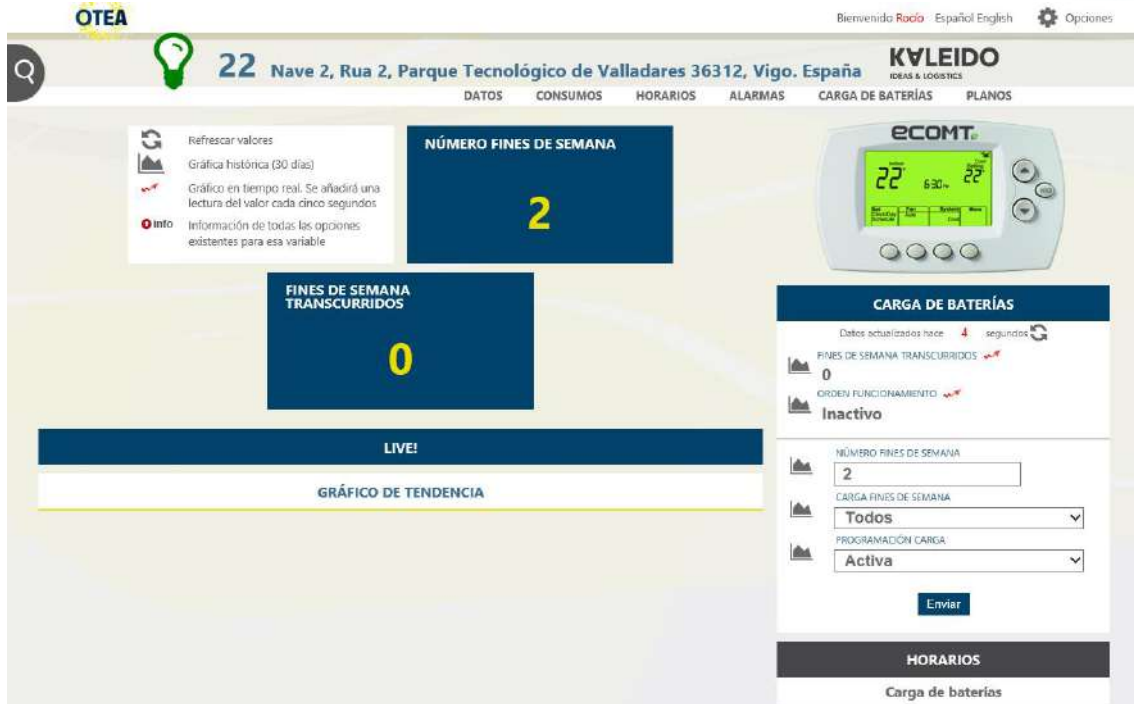 OTEA
Bienvenido Rocío Español English Opciones
22 Nave 2, Rua 2, Parque Tecnológico de Valladares 36312, Vigo. España
KALEIDO
IDEAS & LOGISTICS
DATOS CONSUMOS HORARIOS ALARMAS CARGA DE BATERÍAS PLANOS
Refrescar valores
Gráfica histórica (30 días)
Gráfico en tiempo real. Se añadirá una
lectura del valor cada cinco segundos
info Información de todas las opciones
existentes para esa variable
NÚMERO FINES DE SEMANA
2
FINES DE SEMANA
TRANSCURRIDOS
0
LIVE!
GRÁFICO DE TENDENCIA
ecomt
22° 6:30 22°
CARGA DE BATERÍAS
Datos actualizados hace 4 segundos
FINES DE SEMANA TRANSCURRIDOS
0
ORDEN FUNCIONAMIENTO
Inactivo
NÚMERO FINES DE SEMANA
2
CARGA FINES DE SEMANA
Todos
PROGRAMACIÓN CARGA
Activa
Enviar
HORARIOS
Carga de baterías